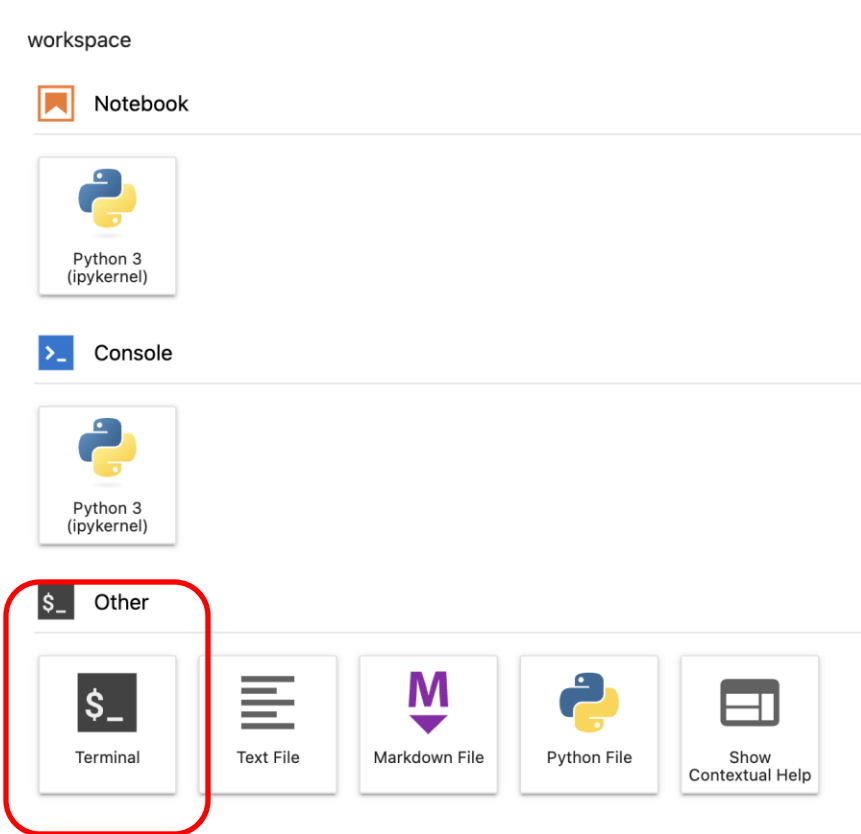 workspace
Notebook
Python 3
(ipykernel)
>_ Console
Python 3
(ipykernel)
$_ Other
$_
M
Terminal
Text File
Markdown File
Python File
Show
Contextual Help